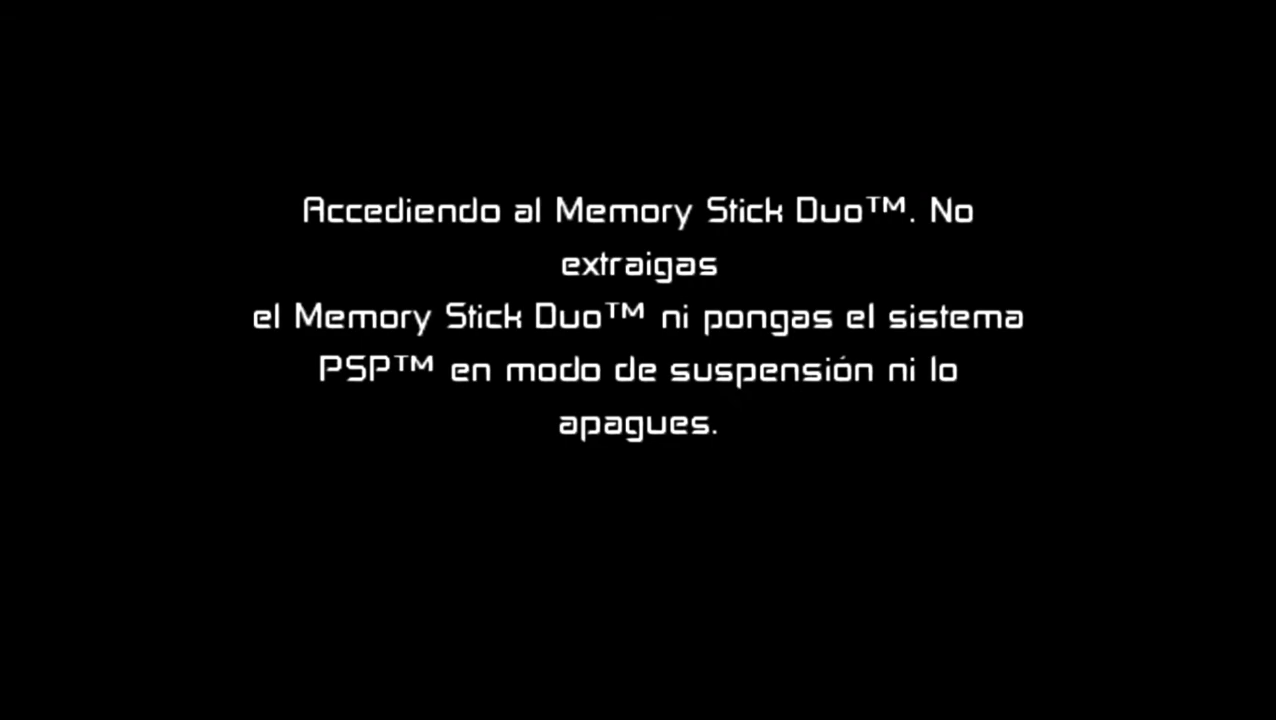 Accediendo al Memory Stick Duo™. No
extraigas
el Memory Stick Duo™ ni pongas el sistema
PSP™ en modo de suspensión ni lo
apagues.